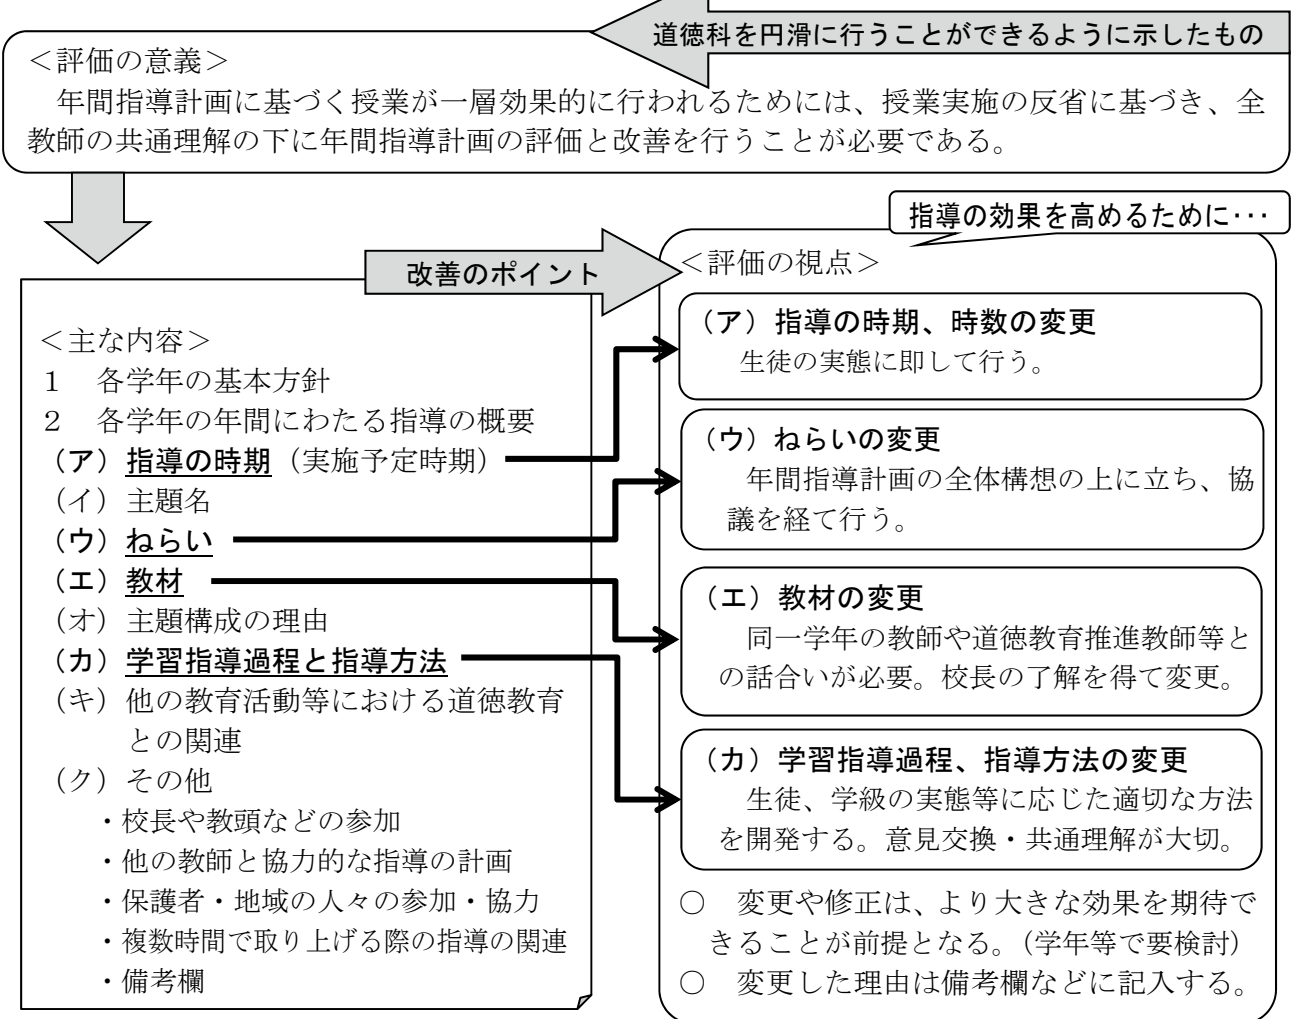 道徳科を円滑に行うことができるように示したもの
＜評価の意義＞
年間指導計画に基づく授業が一層効果的に行われるためには、授業実施の反省に基づき、全
教師の共通理解の下に年間指導計画の評価と改善を行うことが必要である。
改善のポイント
＜主な内容＞
１　各学年の基本方針
２　各学年の年間にわたる指導の概要
（ア）指導の時期（実施予定時期）
（イ）主題名
（ウ）ねらい
（エ）教材
（オ）主題構成の理由
（カ）学習指導過程と指導方法
（キ）他の教育活動等における道徳教育
との関連
（ク）その他
・校長や教頭などの参加
・他の教師と協力的な指導の計画
・保護者・地域の人々の参加・協力
・複数時間で取り上げる際の指導の関連
・備考欄
指導の効果を高めるために･･･
＜評価の視点＞
（ア）指導の時期、時数の変更
生徒の実態に即して行う。
（ウ）ねらいの変更
年間指導計画の全体構想の上に立ち、協
議を経て行う。
（エ）教材の変更
同一学年の教師や道徳教育推進教師等と
の話合いが必要。校長の了解を得て変更。
（カ）学習指導過程、指導方法の変更
生徒、学級の実態等に応じた適切な方法
を開発する。意見交換・共通理解が大切。
○　変更や修正は、より大きな効果を期待で
きることが前提となる。（学年等で要検討）
○　変更した理由は備考欄などに記入する。